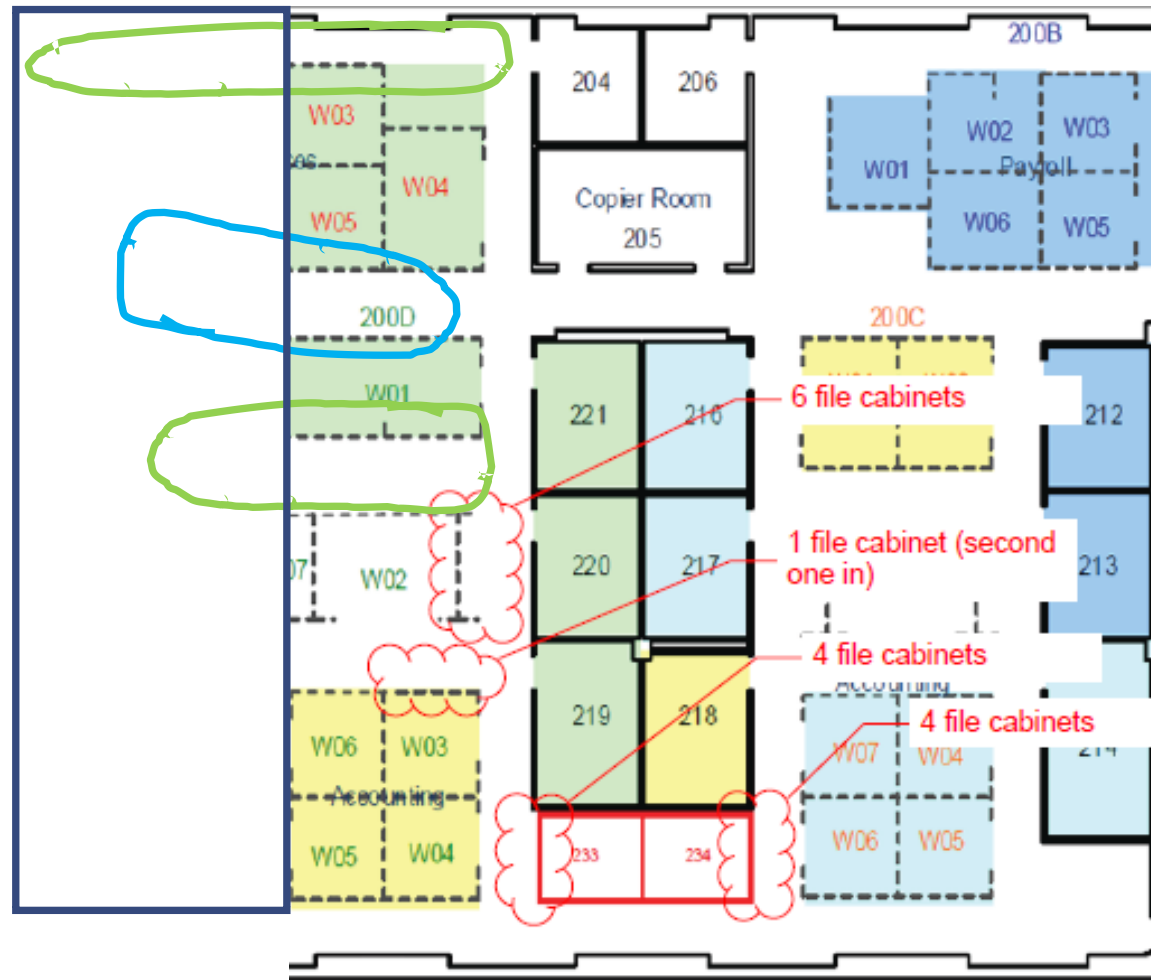 200B
204
206
W03
W04
W05
W01
W02
W03
Payroll
W06
W05
Copier Room
205
200D
200C
W01
221
216
6 file cabinets
212
W02
220
217
1 file cabinet (second
one in)
213
4 file cabinets
Accounting
219
218
4 file cabinets
214
W06
W03
Accounting
W05
W04
W07
W04
W06
W05
233
234